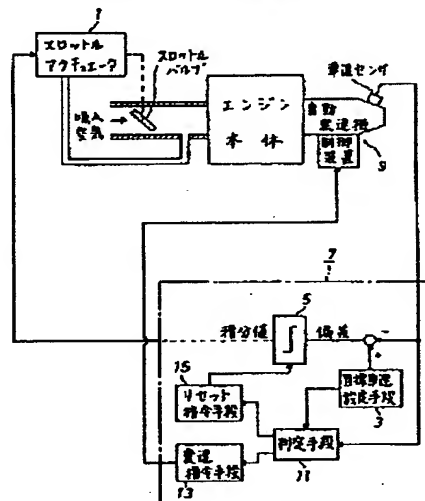 1
スロットル
アクチュエータ
スロットル
バルブ
吸入
空気
エンジン
本体
自動
変速機
制御
装置
車速センサ
9
7
5
積分値
偏差
-
+
15
リセット
指令手段
目標車速
設定手段
3
判定手段
11
変速
指令手段
13